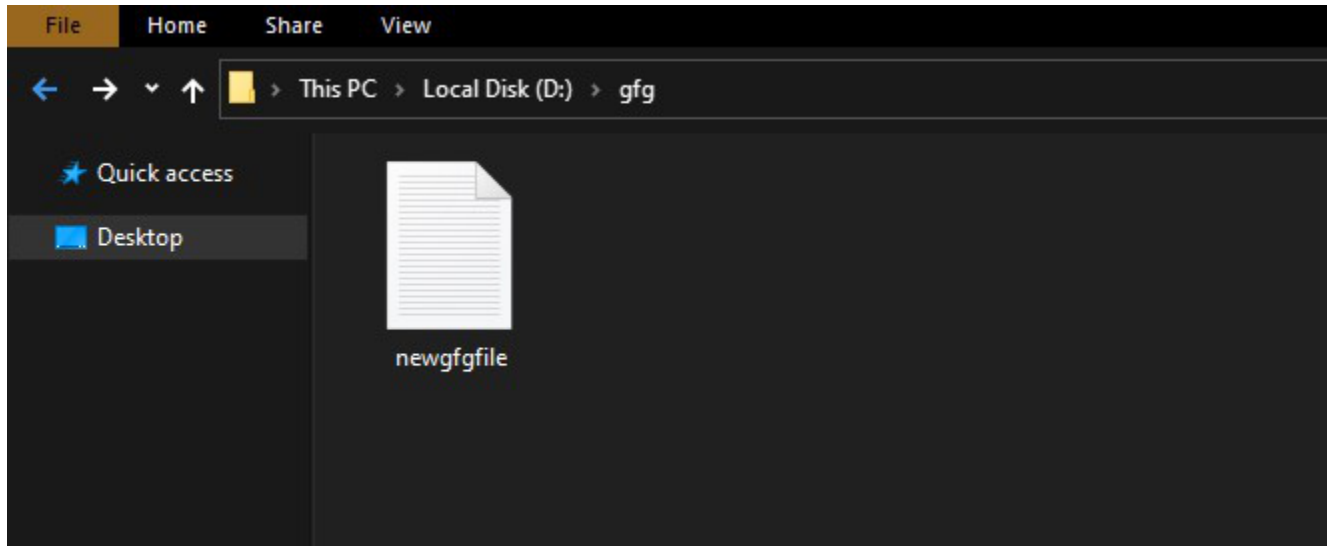 File Home Share View
This PC > Local Disk (D:) > gfg
Quick access
Desktop
newgfgfile